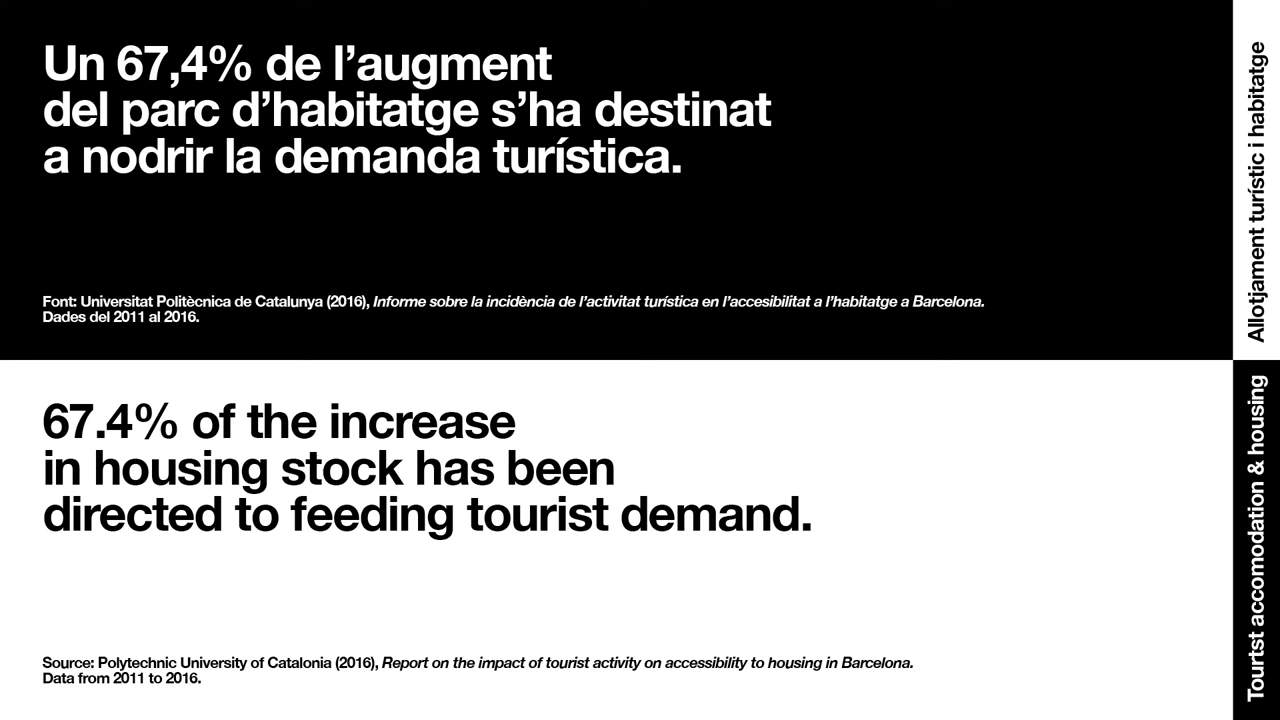 Un 67,4% de l’augment
del parc d’habitatge s’ha destinat
a nodrir la demanda turística.
Font: Universitat Politècnica de Catalunya (2016), Informe sobre la incidència de l’activitat turística en l’accesibilitat a l’habitatge a Barcelona.
Dades del 2011 al 2016.
Allotjament turístic i habitatge
67.4% of the increase
in housing stock has been
directed to feeding tourist demand.
Source: Polytechnic University of Catalonia (2016), Report on the impact of tourist activity on accessibility to housing in Barcelona.
Data from 2011 to 2016.
Tourtst accomodation & housing